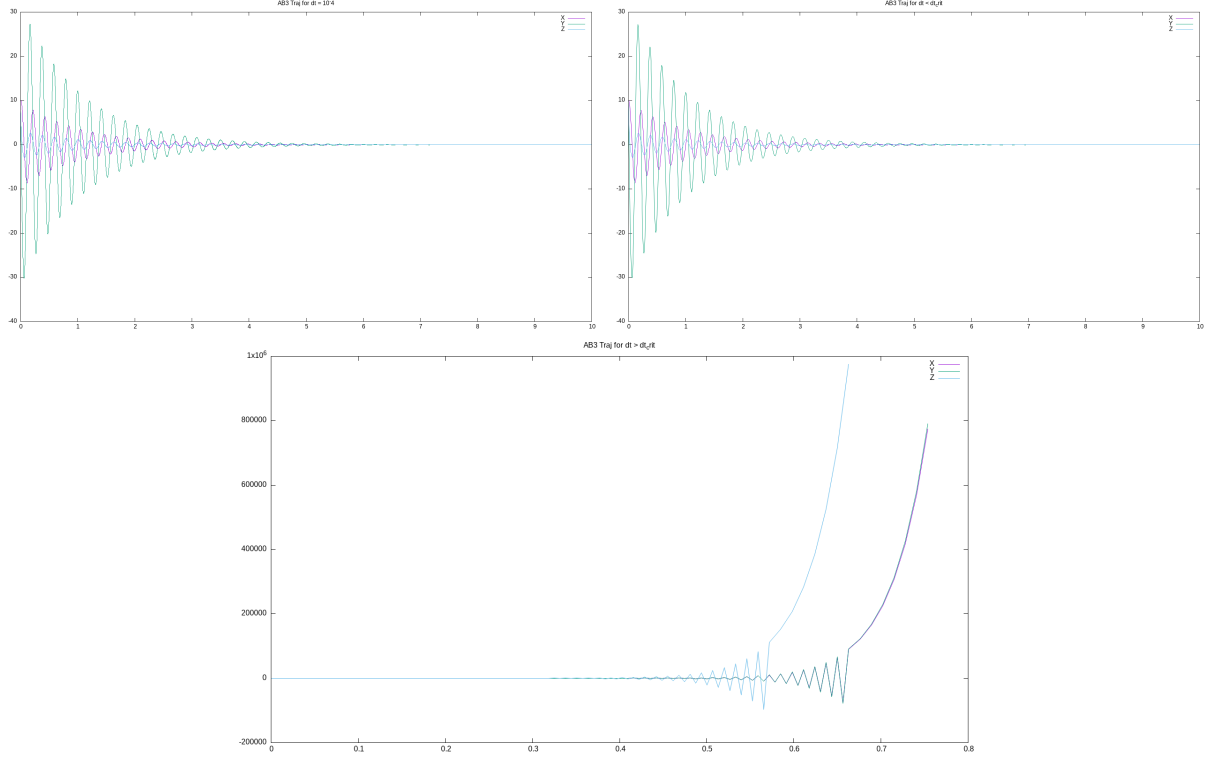 AB3 Traj for dt = 10^-4
X
Y
Z
30
20
10
0
-10
-20
-30
-40
0 1 2 3 4 5 6 7 8 9 10
AB3 Traj for dt < dt_crit
X
Y
Z
30
20
10
0
-10
-20
-30
-40
0 1 2 3 4 5 6 7 8 9 10
AB3 Traj for dt > dt_crit
X
Y
Z
1x10^6
800000
600000
400000
200000
0
-200000
0 0.1 0.2 0.3 0.4 0.5 0.6 0.7 0.8